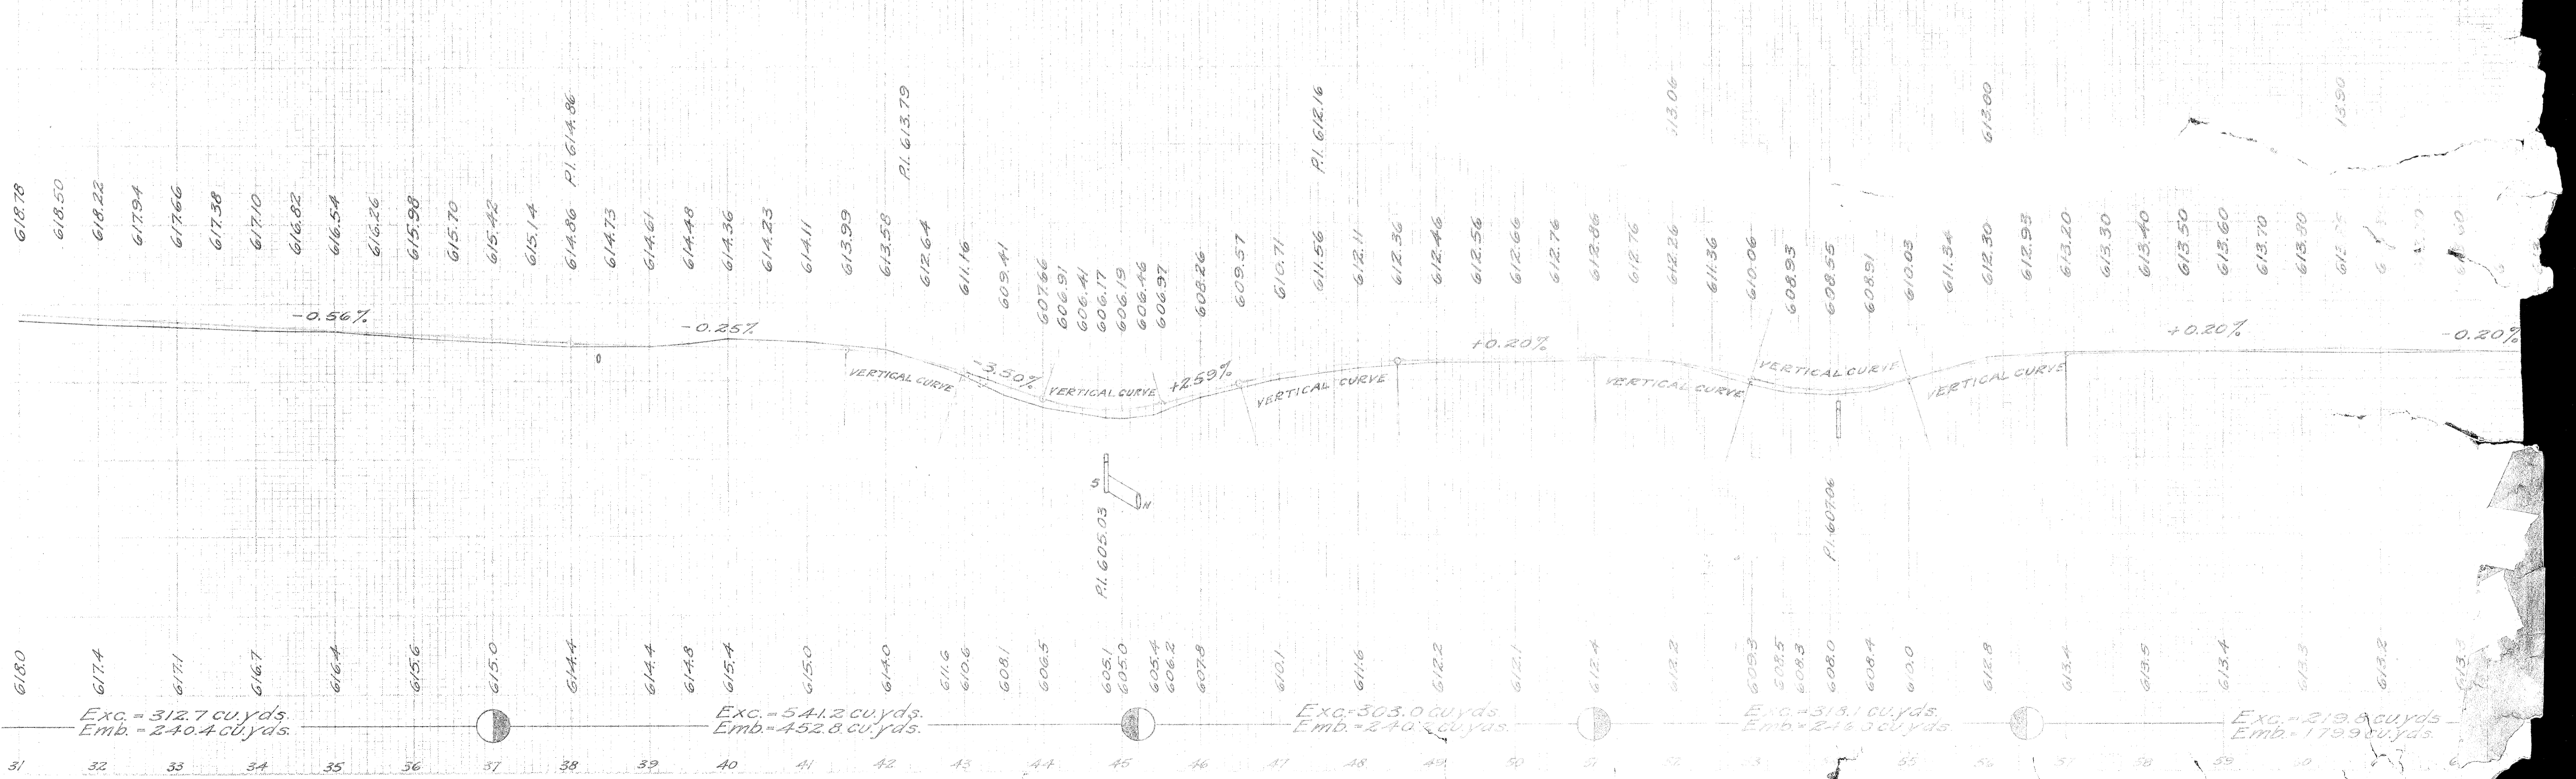 P.I. 614.86
P.I. 613.79
P.I. 612.16
613.06
613.00
13.90
618.78 618.50 618.22 617.94 617.66 617.38 617.10 616.82 616.54 616.26 615.98 615.70 615.42 615.14 614.86 614.73 614.61 614.48 614.36 614.23 614.11 613.99 613.58 612.64 611.16 609.41 607.66 606.91 606.41 606.17 606.19 606.46 606.97 608.26 609.57 610.71 611.56 612.11 612.36 612.46 612.56 612.66 612.76 612.86 612.76 612.26 611.36 610.06 608.93 608.55 608.91 610.03 611.34 612.30 612.93 613.20 613.30 613.40 613.50 613.60 613.70 613.80
-0.56%
-0.25%
-3.50%
+2.59%
+0.20%
+0.20%
-0.20%
VERTICAL CURVE
VERTICAL CURVE
VERTICAL CURVE
VERTICAL CURVE
VERTICAL CURVE
VERTICAL CURVE
S
N
P.I. 605.03
P.I. 607.06
618.0 617.4 617.1 616.7 616.4 615.6 615.0 614.4 614.4 614.8 615.4 615.0 614.0 611.6 610.6 608.1 606.5 605.1 605.0 605.4 606.2 607.8 610.1 611.6 612.2 612.1 612.4 612.2 609.3 608.5 608.3 608.0 608.4 610.0 612.8 613.4 613.5 613.4 613.3 613.2 613.3
Exc. = 312.7 cu.yds.
Emb. = 240.4 cu.yds.
Exc. = 541.2 cu.yds.
Emb. = 452.8 cu.yds.
Exc. = 303.0 cu.yds.
Emb. = cu.yds.
Exc. = 318.1 cu.yds.
Emb. = cu.yds.
Exc. = 219.8 cu.yds.
Emb. = 179.9 cu.yds.
31 32 33 34 35 36 37 38 39 40 41 42 43 44 45 46 47 48 49 50 51 52 55 56 57 58 59